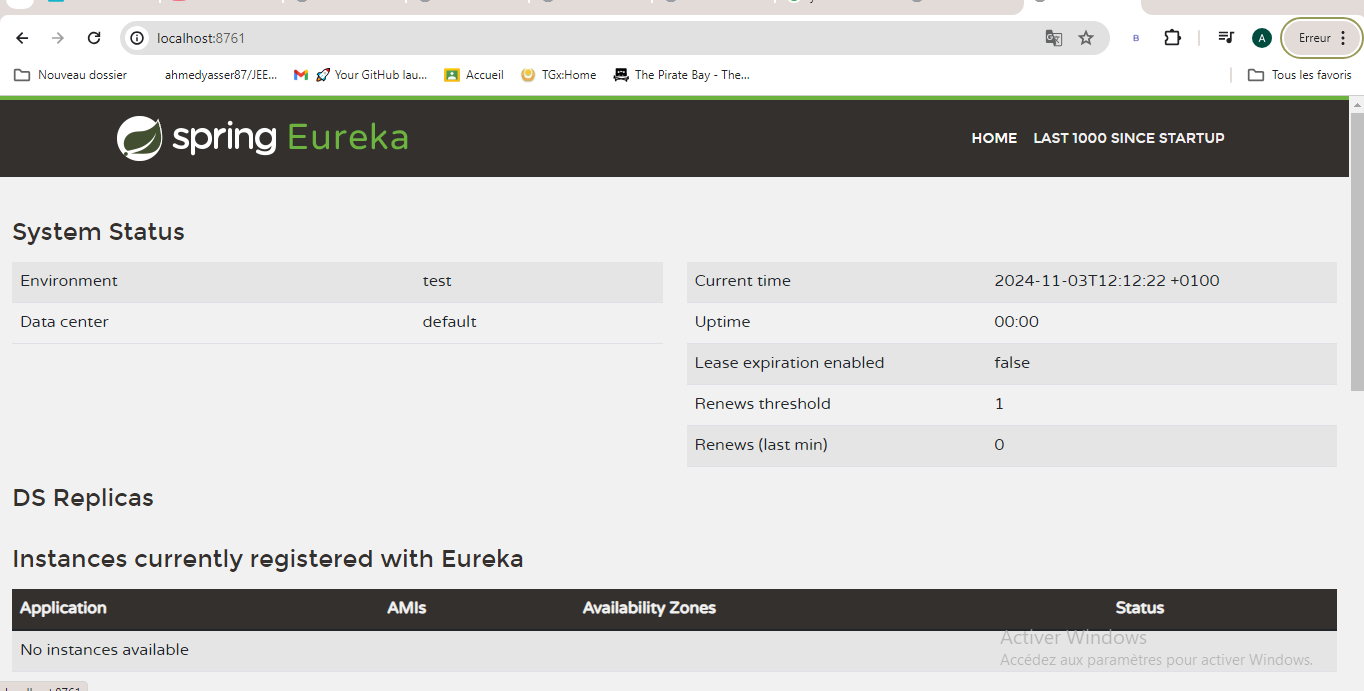 localhost:8761
B
A
Erreur
Nouveau dossier ahmedyasser87/JEE... Your GitHub lau... Accueil TGx:Home The Pirate Bay - The... Tous les favoris
spring Eureka HOME LAST 1000 SINCE STARTUP
System Status
Environment test
Data center default
Current time 2024-11-03T12:12:22 +0100
Uptime 00:00
Lease expiration enabled false
Renews threshold 1
Renews (last min) 0
DS Replicas
Instances currently registered with Eureka
Application AMIs Availability Zones Status
No instances available
Activer Windows
Accédez aux paramètres pour activer Windows.